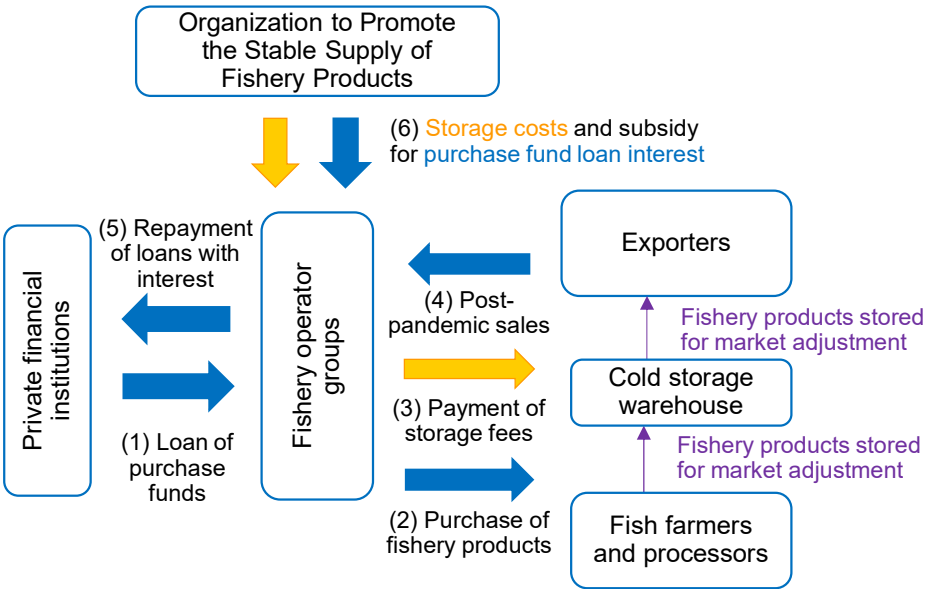 Organization to Promote
the Stable Supply of
Fishery Products
(6) Storage costs and subsidy
for purchase fund loan interest
Private financial
institutions
(5) Repayment
of loans with
interest
(1) Loan of
purchase
funds
Fishery operator
groups
(4) Post-
pandemic sales
(3) Payment of
storage fees
(2) Purchase of
fishery products
Exporters
Fishery products stored
for market adjustment
Cold storage
warehouse
Fishery products stored
for market adjustment
Fish farmers
and processors